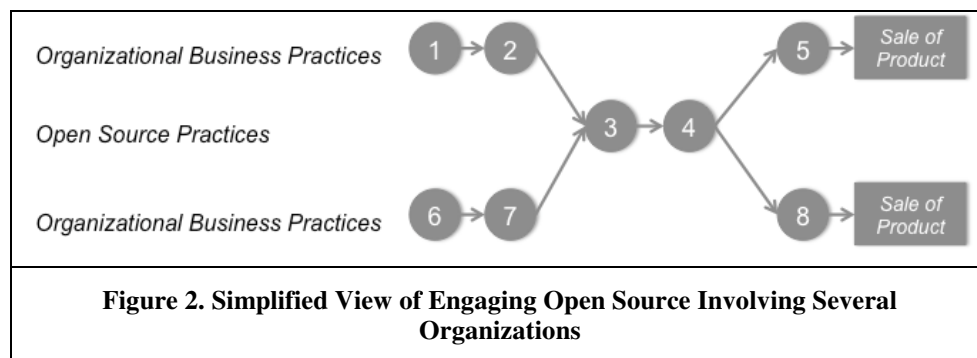 Organizational Business Practices
1
2
5
Sale of
Product
Open Source Practices
3
4
Organizational Business Practices
6
7
8
Sale of
Product
Figure 2. Simplified View of Engaging Open Source Involving Several
Organizations